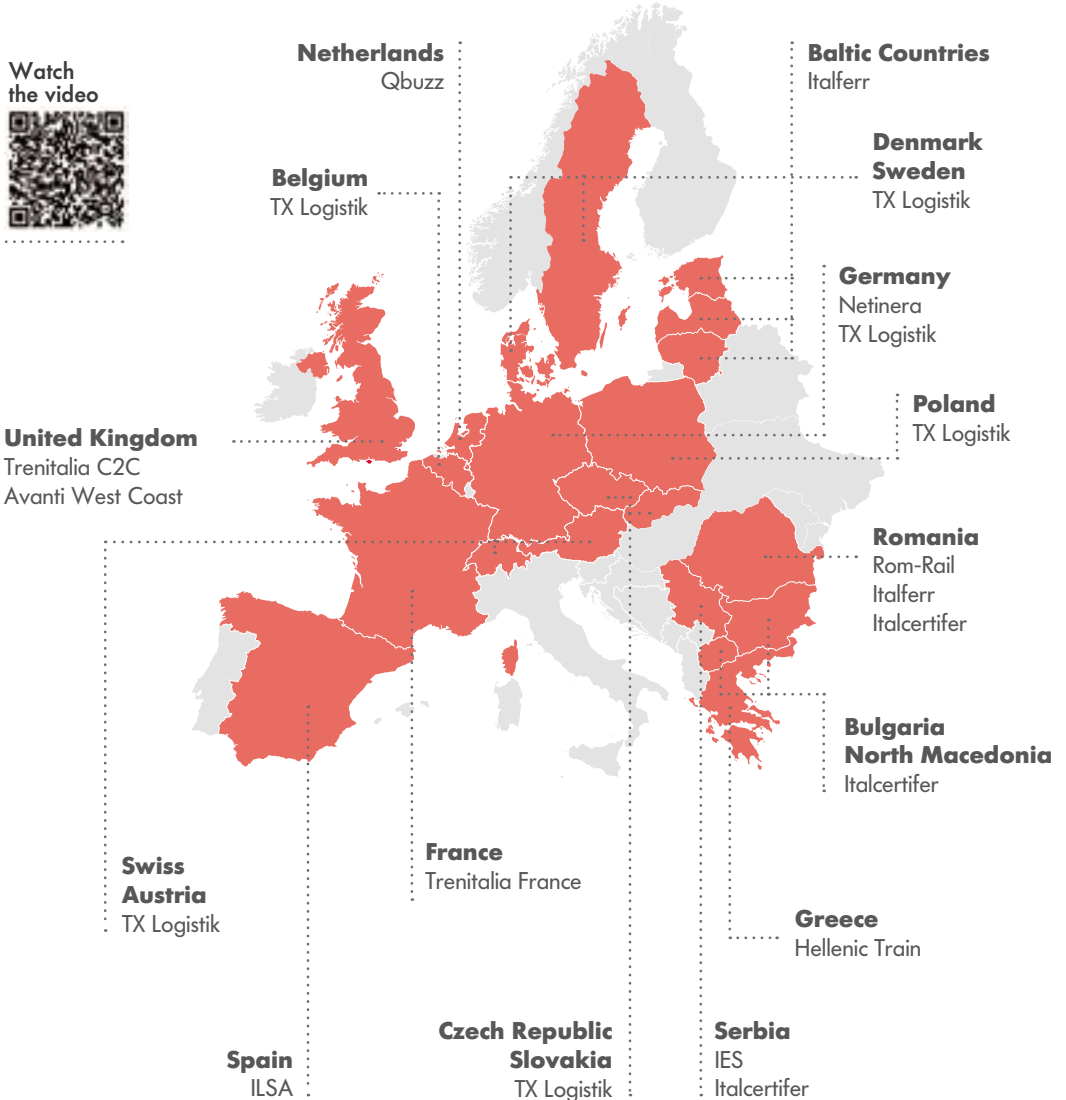 Watch
the video
Netherlands
Qbuzz
Baltic Countries
Italferr
Belgium
TX Logistik
Denmark
Sweden
TX Logistik
Germany
Netinera
TX Logistik
Poland
TX Logistik
United Kingdom
Trenitalia C2C
Avanti West Coast
Romania
Rom-Rail
Italferr
Italcertifer
Bulgaria
North Macedonia
Italcertifer
Swiss
Austria
TX Logistik
France
Trenitalia France
Greece
Hellenic Train
Spain
ILSA
Czech Republic
Slovakia
TX Logistik
Serbia
IES
Italcertifer